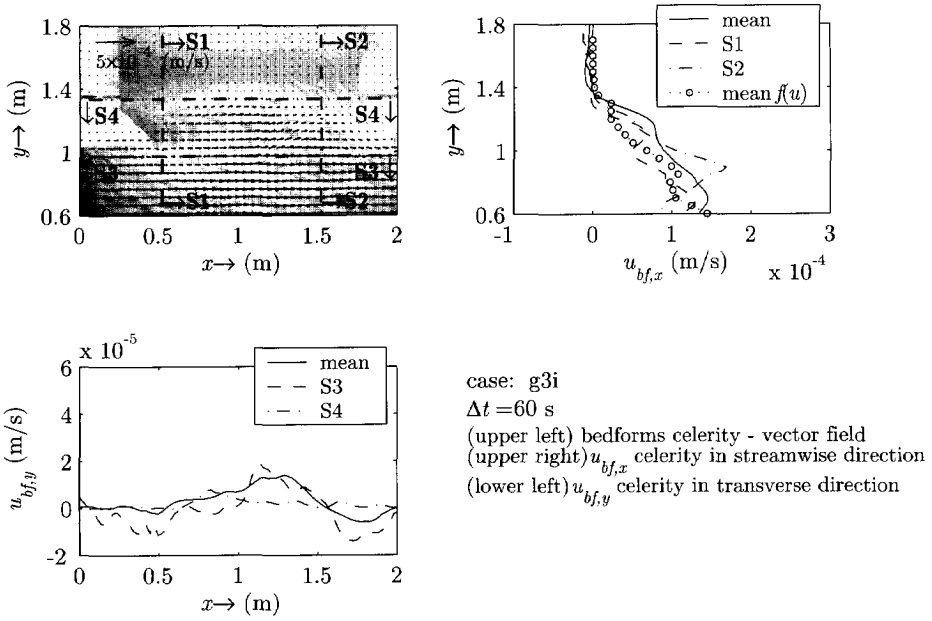 1.8
1.4
1
0.6
y→ (m)
5×10⁻⁴ (m/s)
S1
S2
S4
S4
S3
S3
S1
S2
0 0.5 1 1.5 2
x→ (m)
1.8
1.4
1
0.6
y→ (m)
mean
S1
S2
mean f(u)
-1 0 1 2 3
u_bf,x (m/s) x 10⁻⁴
x 10⁻⁵
6
4
2
0
-2
u_bf,y (m/s)
mean
S3
S4
0 0.5 1 1.5 2
x→ (m)
case: g3i
Δt =60 s
(upper left) bedforms celerity - vector field
(upper right) u_bf,x celerity in streamwise direction
(lower left) u_bf,y celerity in transverse direction